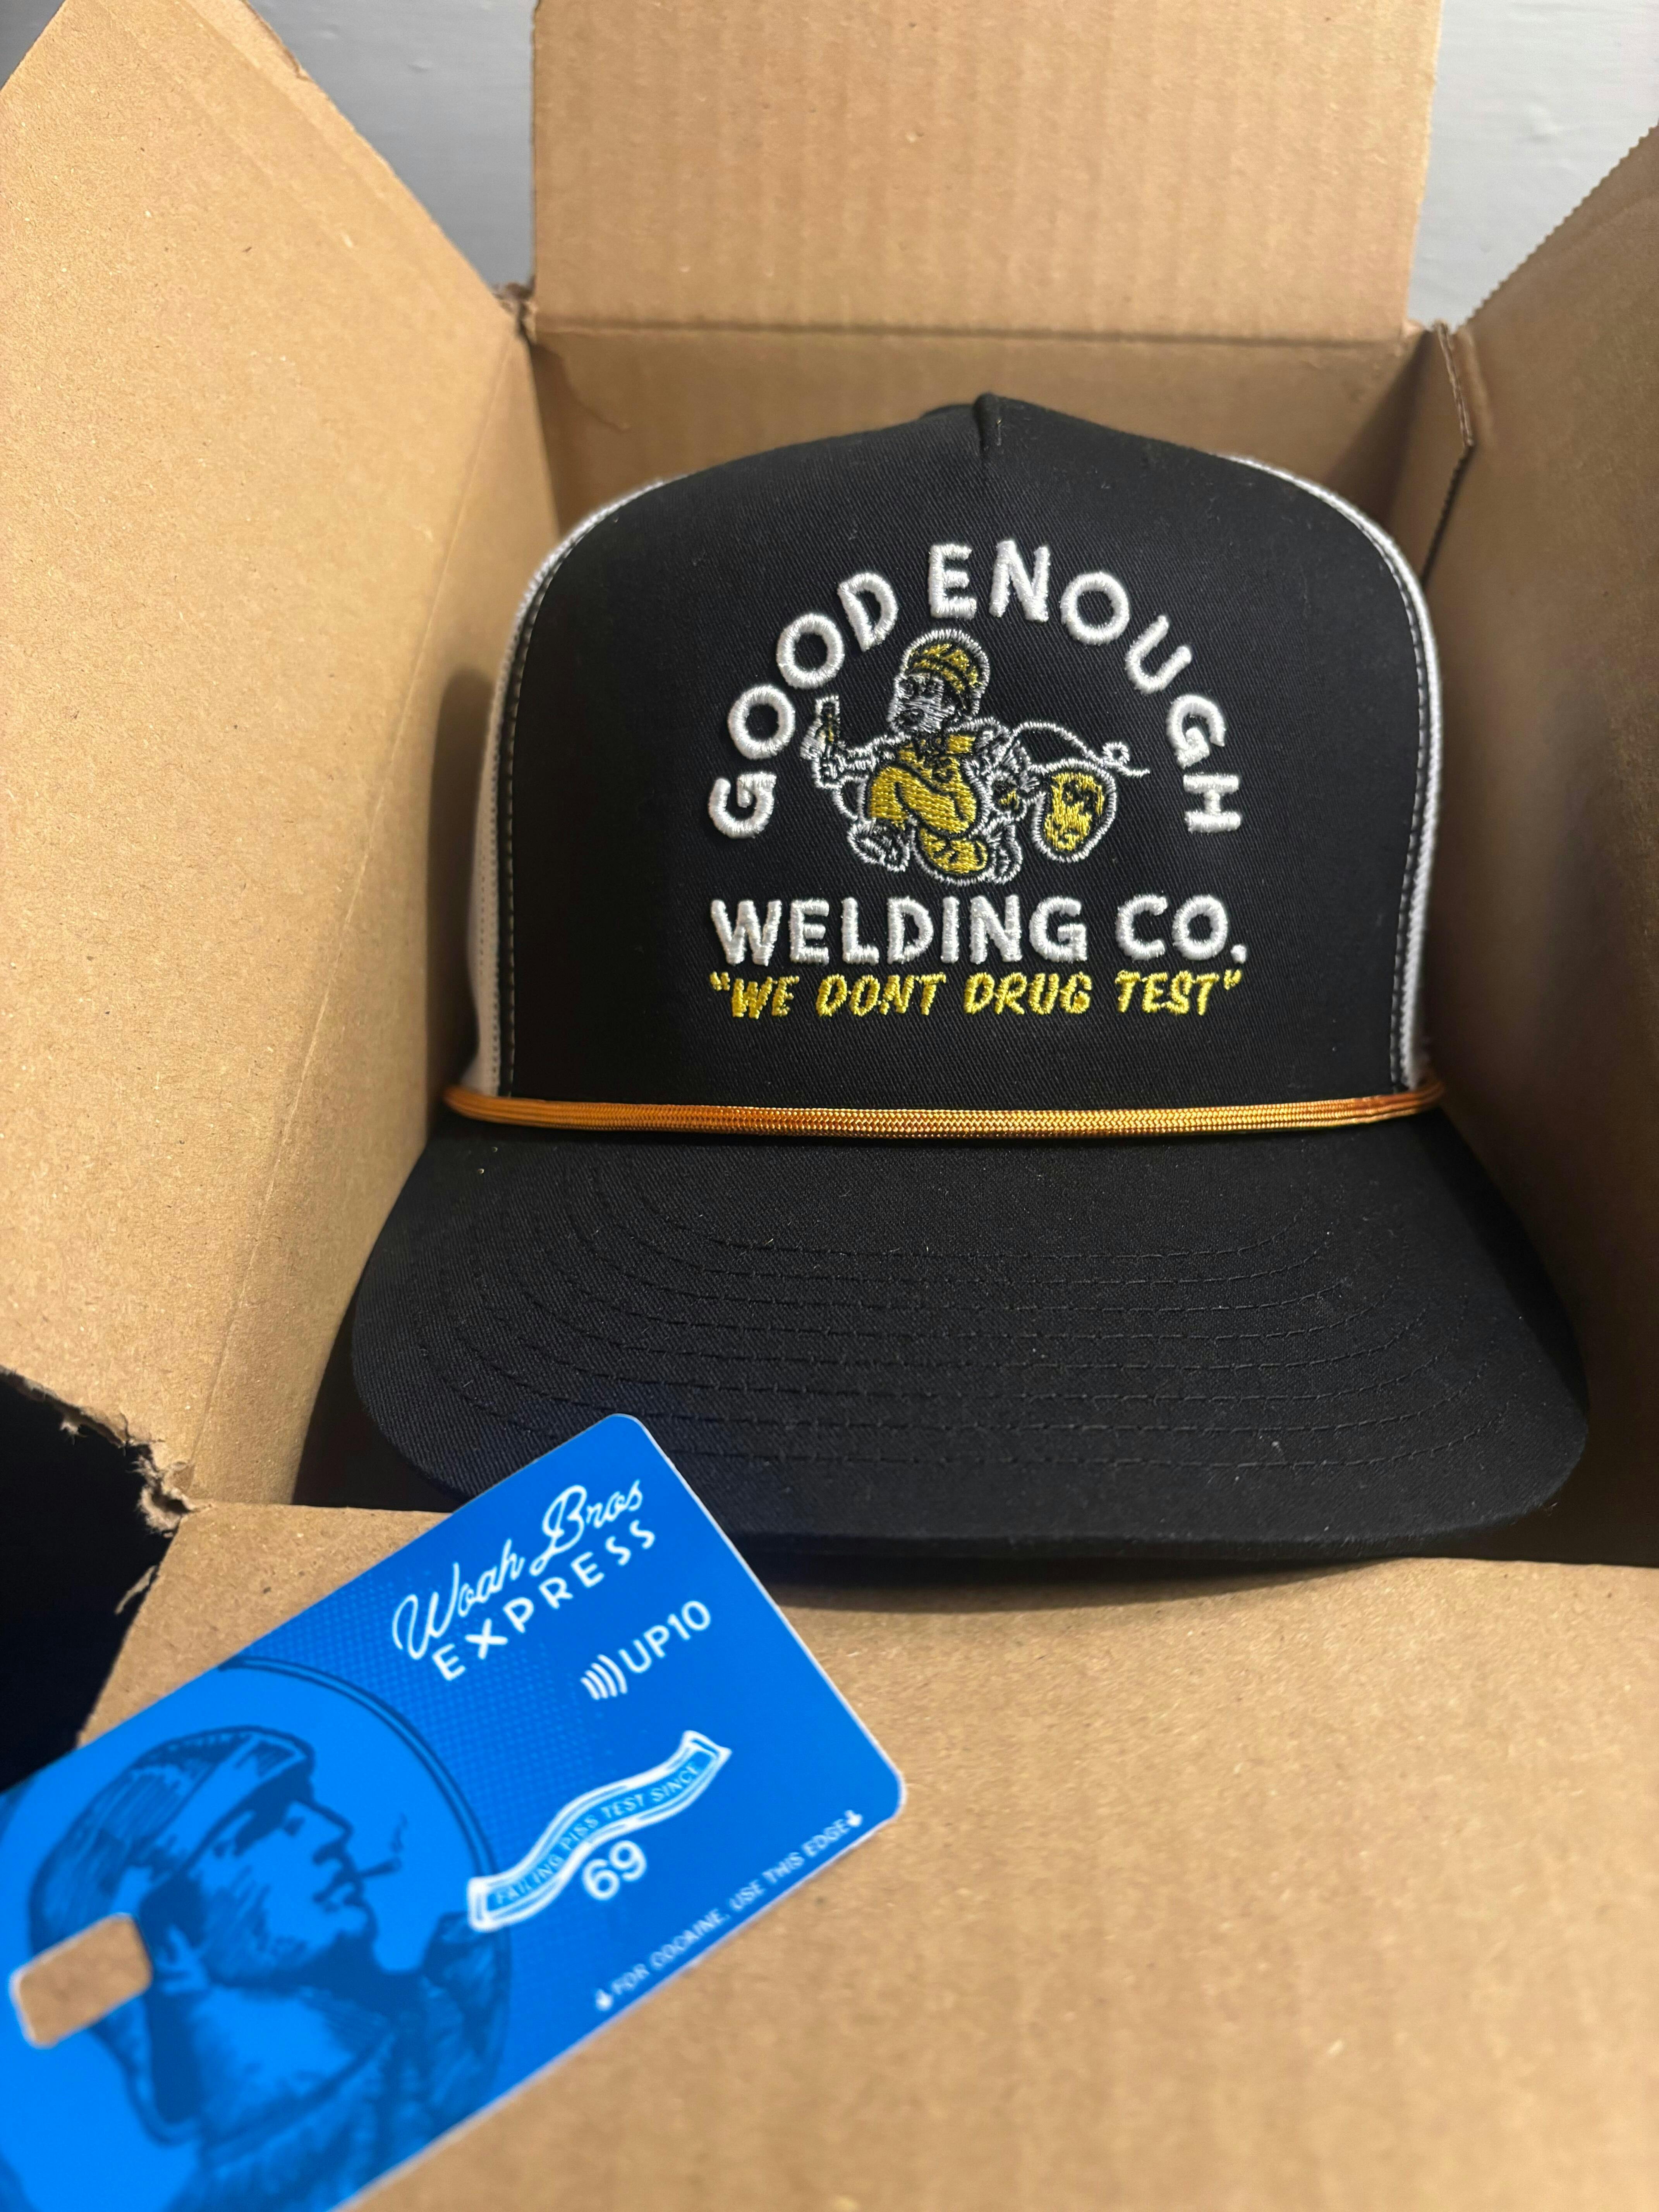 GOOD ENOUGH
WELDING CO.
"WE DONT DRUG TEST"
Woah Bros
EXPRESS
UP10
FAILING PISS TEST SINCE
69
FOR COCAINE, USE THIS EDGE